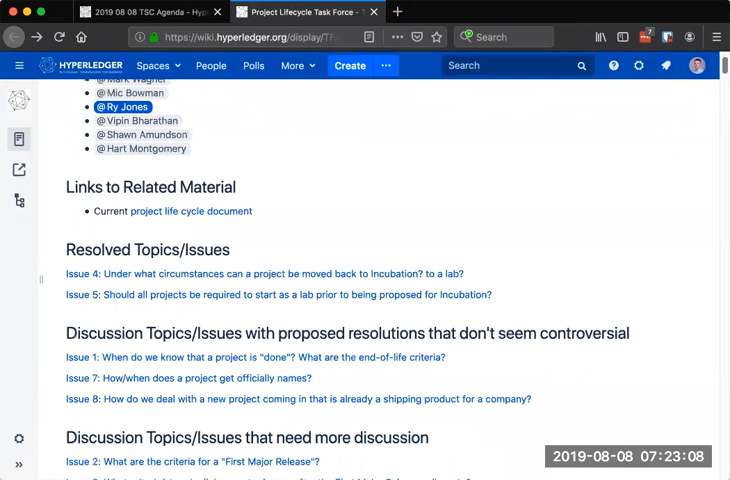 2019 08 08 TSC Agenda - Hype
Project Lifecycle Task Force - T
https://wiki.hyperledger.org/display/TF
Search
7
HYPERLEDGER
Spaces
People
Polls
More
Create
Search
@Mark Wagner
@Mic Bowman
@Ry Jones
@Vipin Bharathan
@Shawn Amundson
@Hart Montgomery
Links to Related Material
Current project life cycle document
Resolved Topics/Issues
Issue 4: Under what circumstances can a project be moved back to Incubation? to a lab?
Issue 5: Should all projects be required to start as a lab prior to being proposed for Incubation?
Discussion Topics/Issues with proposed resolutions that don't seem controversial
Issue 1: When do we know that a project is "done"? What are the end-of-life criteria?
Issue 7: How/when does a project get officially names?
Issue 8: How do we deal with a new project coming in that is already a shipping product for a company?
Discussion Topics/Issues that need more discussion
Issue 2: What are the criteria for a "First Major Release"?
2019-08-08 07:23:08